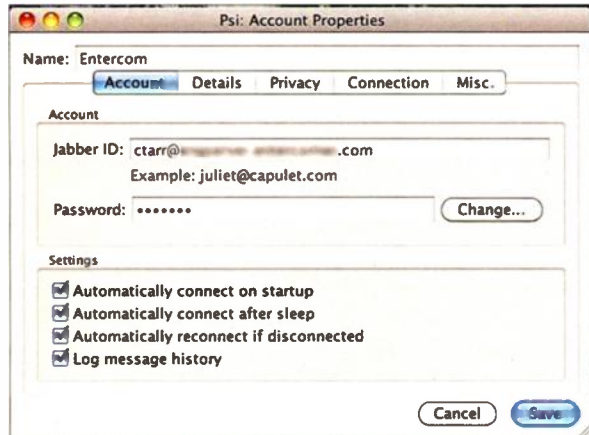 Psi: Account Properties
Name: Entercom
Account Details Privacy Connection Misc.
Account
Jabber ID: ctarr@ .com
Example: juliet@capulet.com
Password: •••••••
Change...
Settings
Automatically connect on startup
Automatically connect after sleep
Automatically reconnect if disconnected
Log message history
Cancel Save